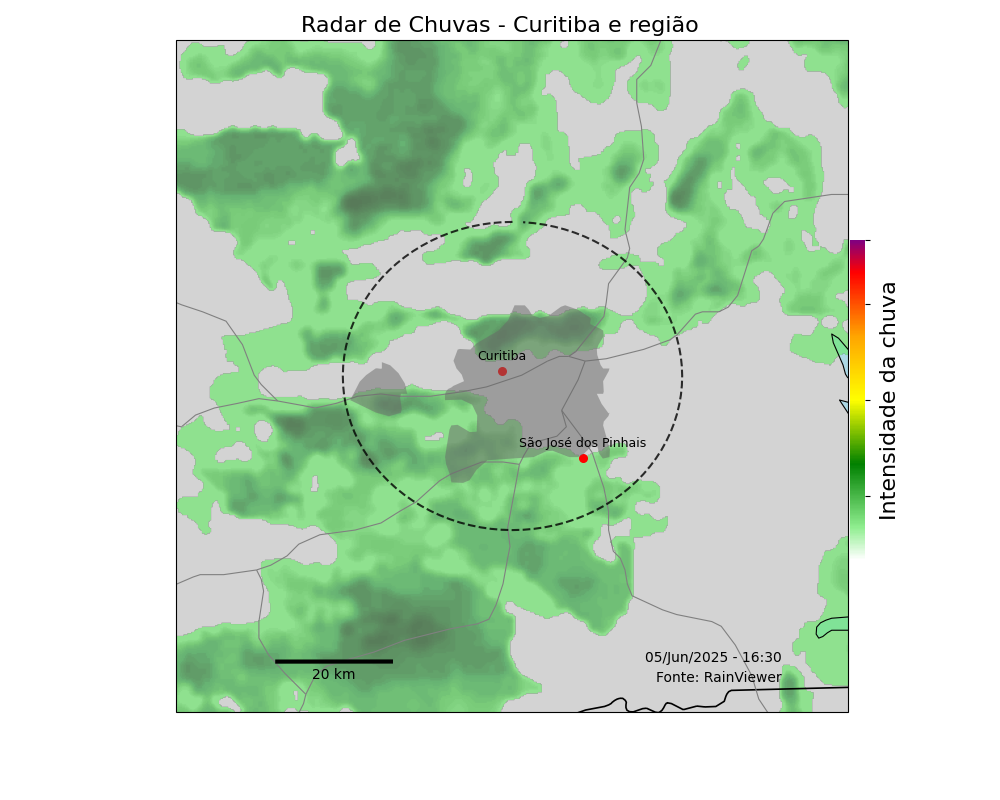 Radar de Chuvas - Curitiba e região
Curitiba
São José dos Pinhais
Intensidade da chuva
05/Jun/2025 - 16:30
Fonte: RainViewer
20 km